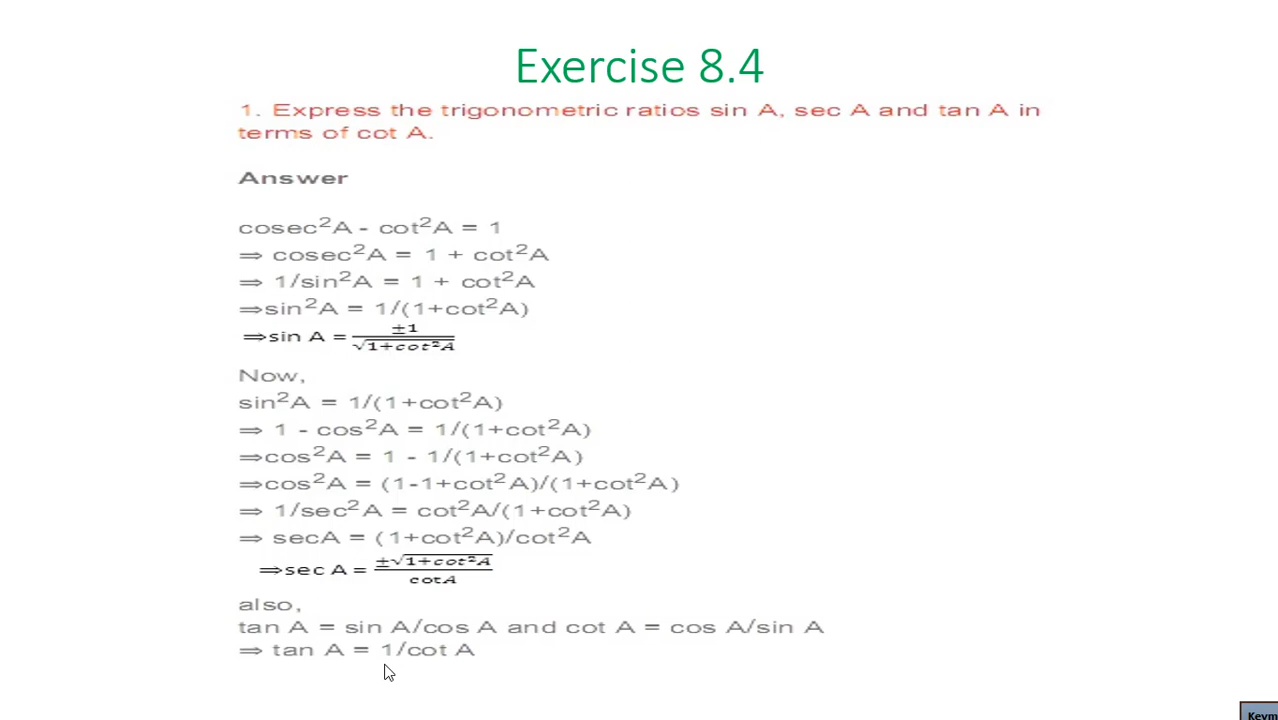 Exercise 8.4
1. Express the trigonometric ratios sin A, sec A and tan A in
terms of cot A.
Answer
cosec²A - cot²A = 1
⇒ cosec²A = 1 + cot²A
⇒ 1/sin²A = 1 + cot²A
⇒sin²A = 1/(1+cot²A)
⇒sin A = ±1/√1+cot²A
Now,
sin²A = 1/(1+cot²A)
⇒ 1 - cos²A = 1/(1+cot²A)
⇒cos²A = 1 - 1/(1+cot²A)
⇒cos²A = (1-1+cot²A)/(1+cot²A)
⇒ 1/sec²A = cot²A/(1+cot²A)
⇒ secA = (1+cot²A)/cot²A
⇒sec A = ±√1+cot²A/cotA
also,
tan A = sin A/cos A and cot A = cos A/sin A
⇒ tan A = 1/cot A